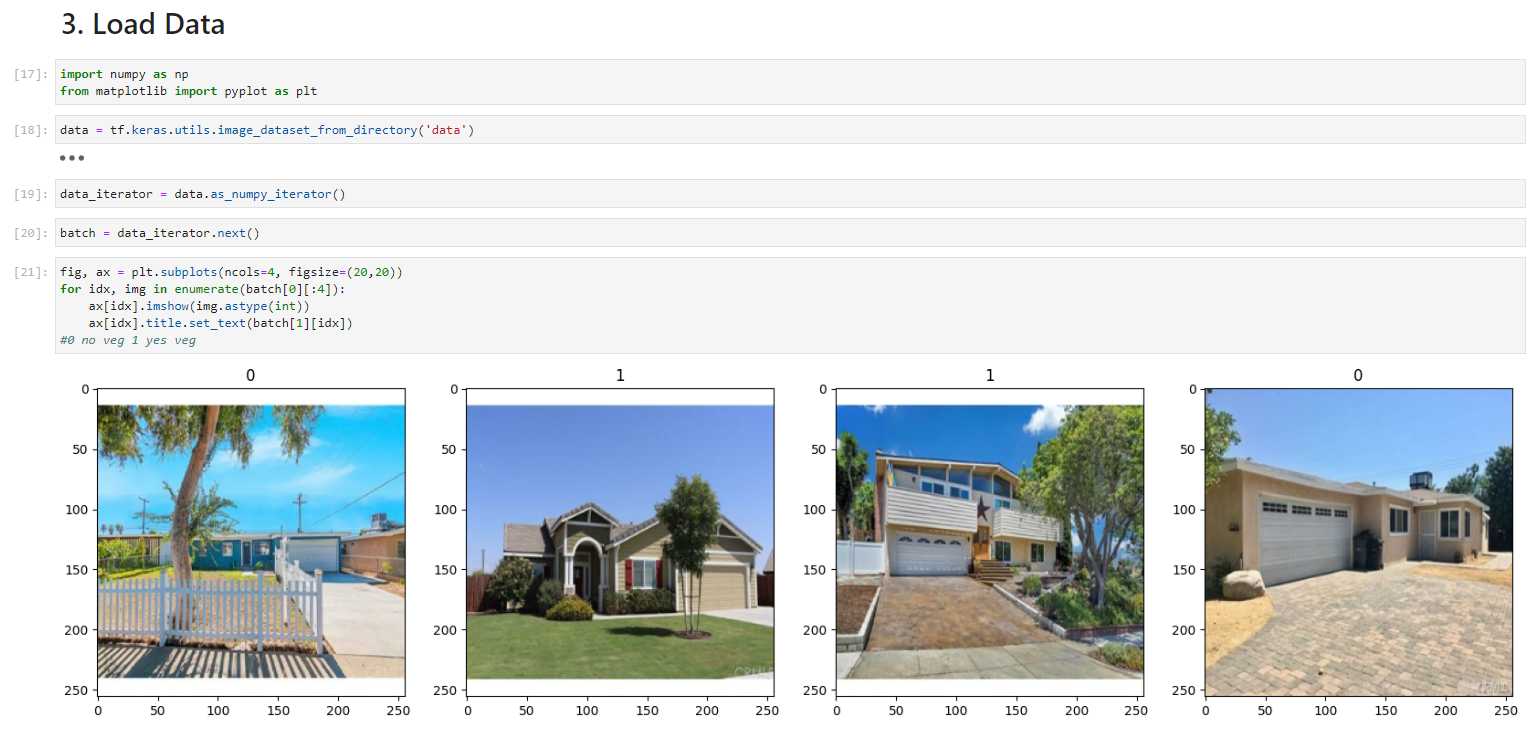 3. Load Data
[17]:
import numpy as np
from matplotlib import pyplot as plt
[18]:
data = tf.keras.utils.image_dataset_from_directory('data')
•••
[19]:
data_iterator = data.as_numpy_iterator()
[20]:
batch = data_iterator.next()
[21]:
fig, ax = plt.subplots(ncols=4, figsize=(20,20))
for idx, img in enumerate(batch[0][:4]):
    ax[idx].imshow(img.astype(int))
    ax[idx].title.set_text(batch[1][idx])
#0 no veg 1 yes veg
0
0
50
100
150
200
250
0 50 100 150 200 250
1
0
50
100
150
200
250
0 50 100 150 200 250
1
0
50
100
150
200
250
0 50 100 150 200 250
0
0
50
100
150
200
250
0 50 100 150 200 250